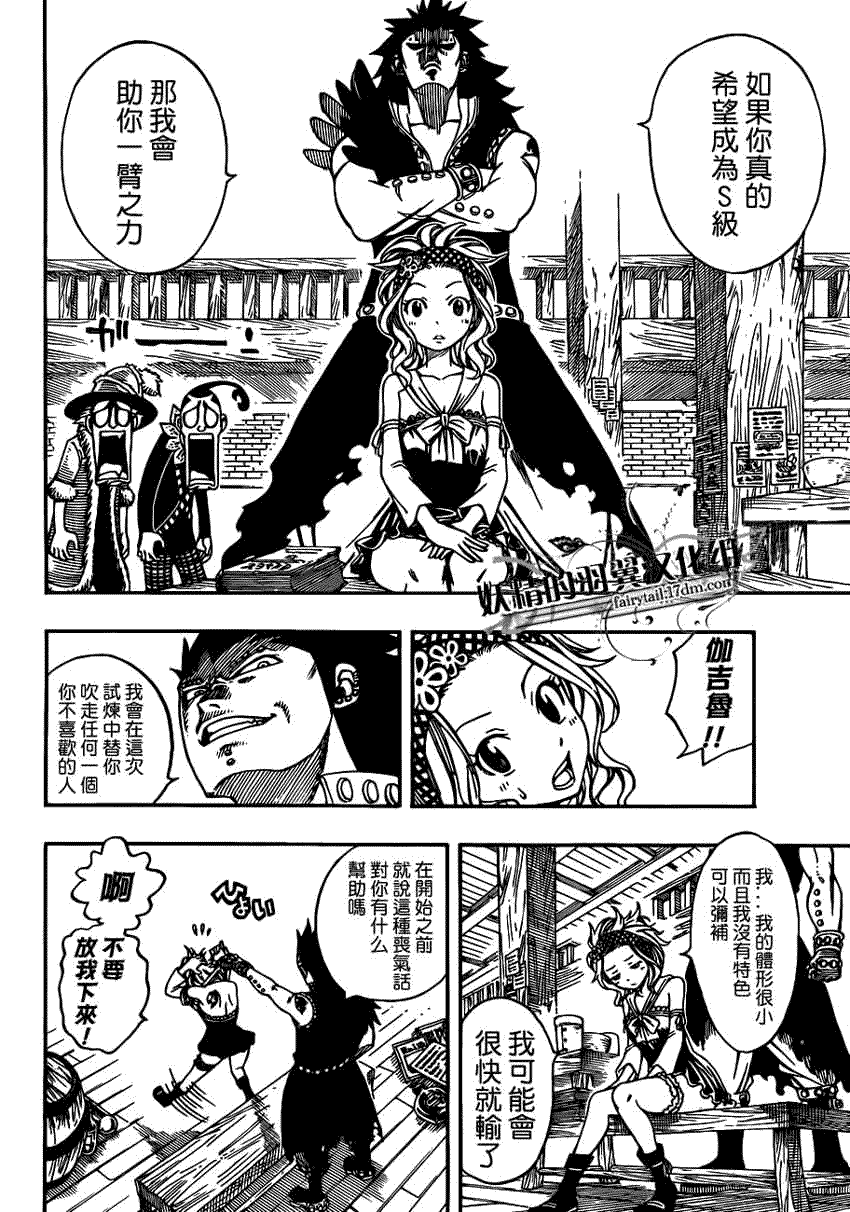 如果你真的
希望成為S級
那我會
助你一臂之力
ガーーン
妖精的羽翼文化组
fairytail.17dm.com
伽吉魯!!
我會在這次
試煉中替你
吹走任何一個
你不喜歡的人
我…我的體形很小
而且我沒有特色
可以彌補
我可能會
很快就輸了
在開始之前
就說這種喪氣話
對你有什么
幫助嗎
ひょい
啊
不要
放我下來!